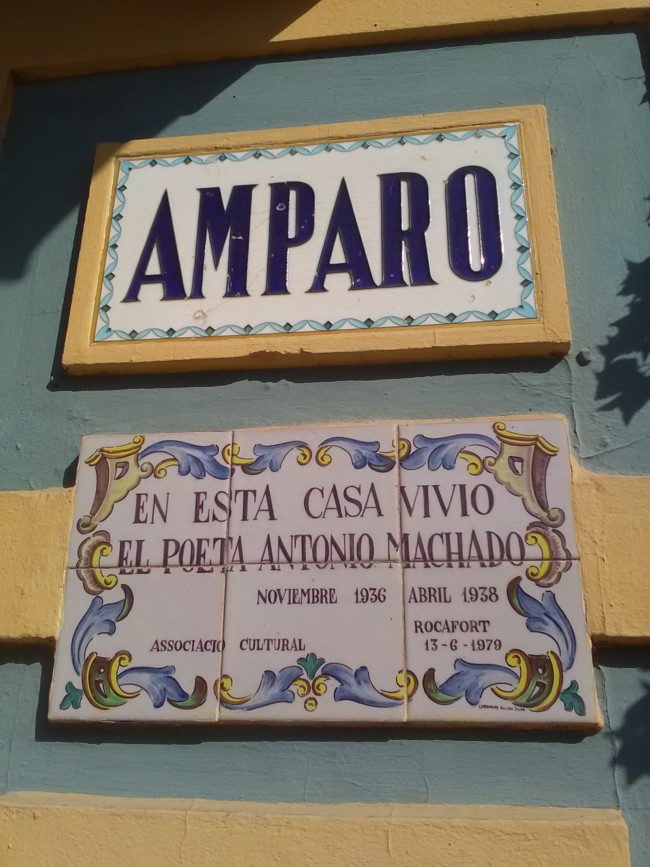 AMPARO
EN ESTA CASA VIVIO
EL POETA ANTONIO MACHADO
NOVIEMBRE 1936 ABRIL 1938
ROCAFORT
ASSOCIACIO CULTURAL 13-6-1979